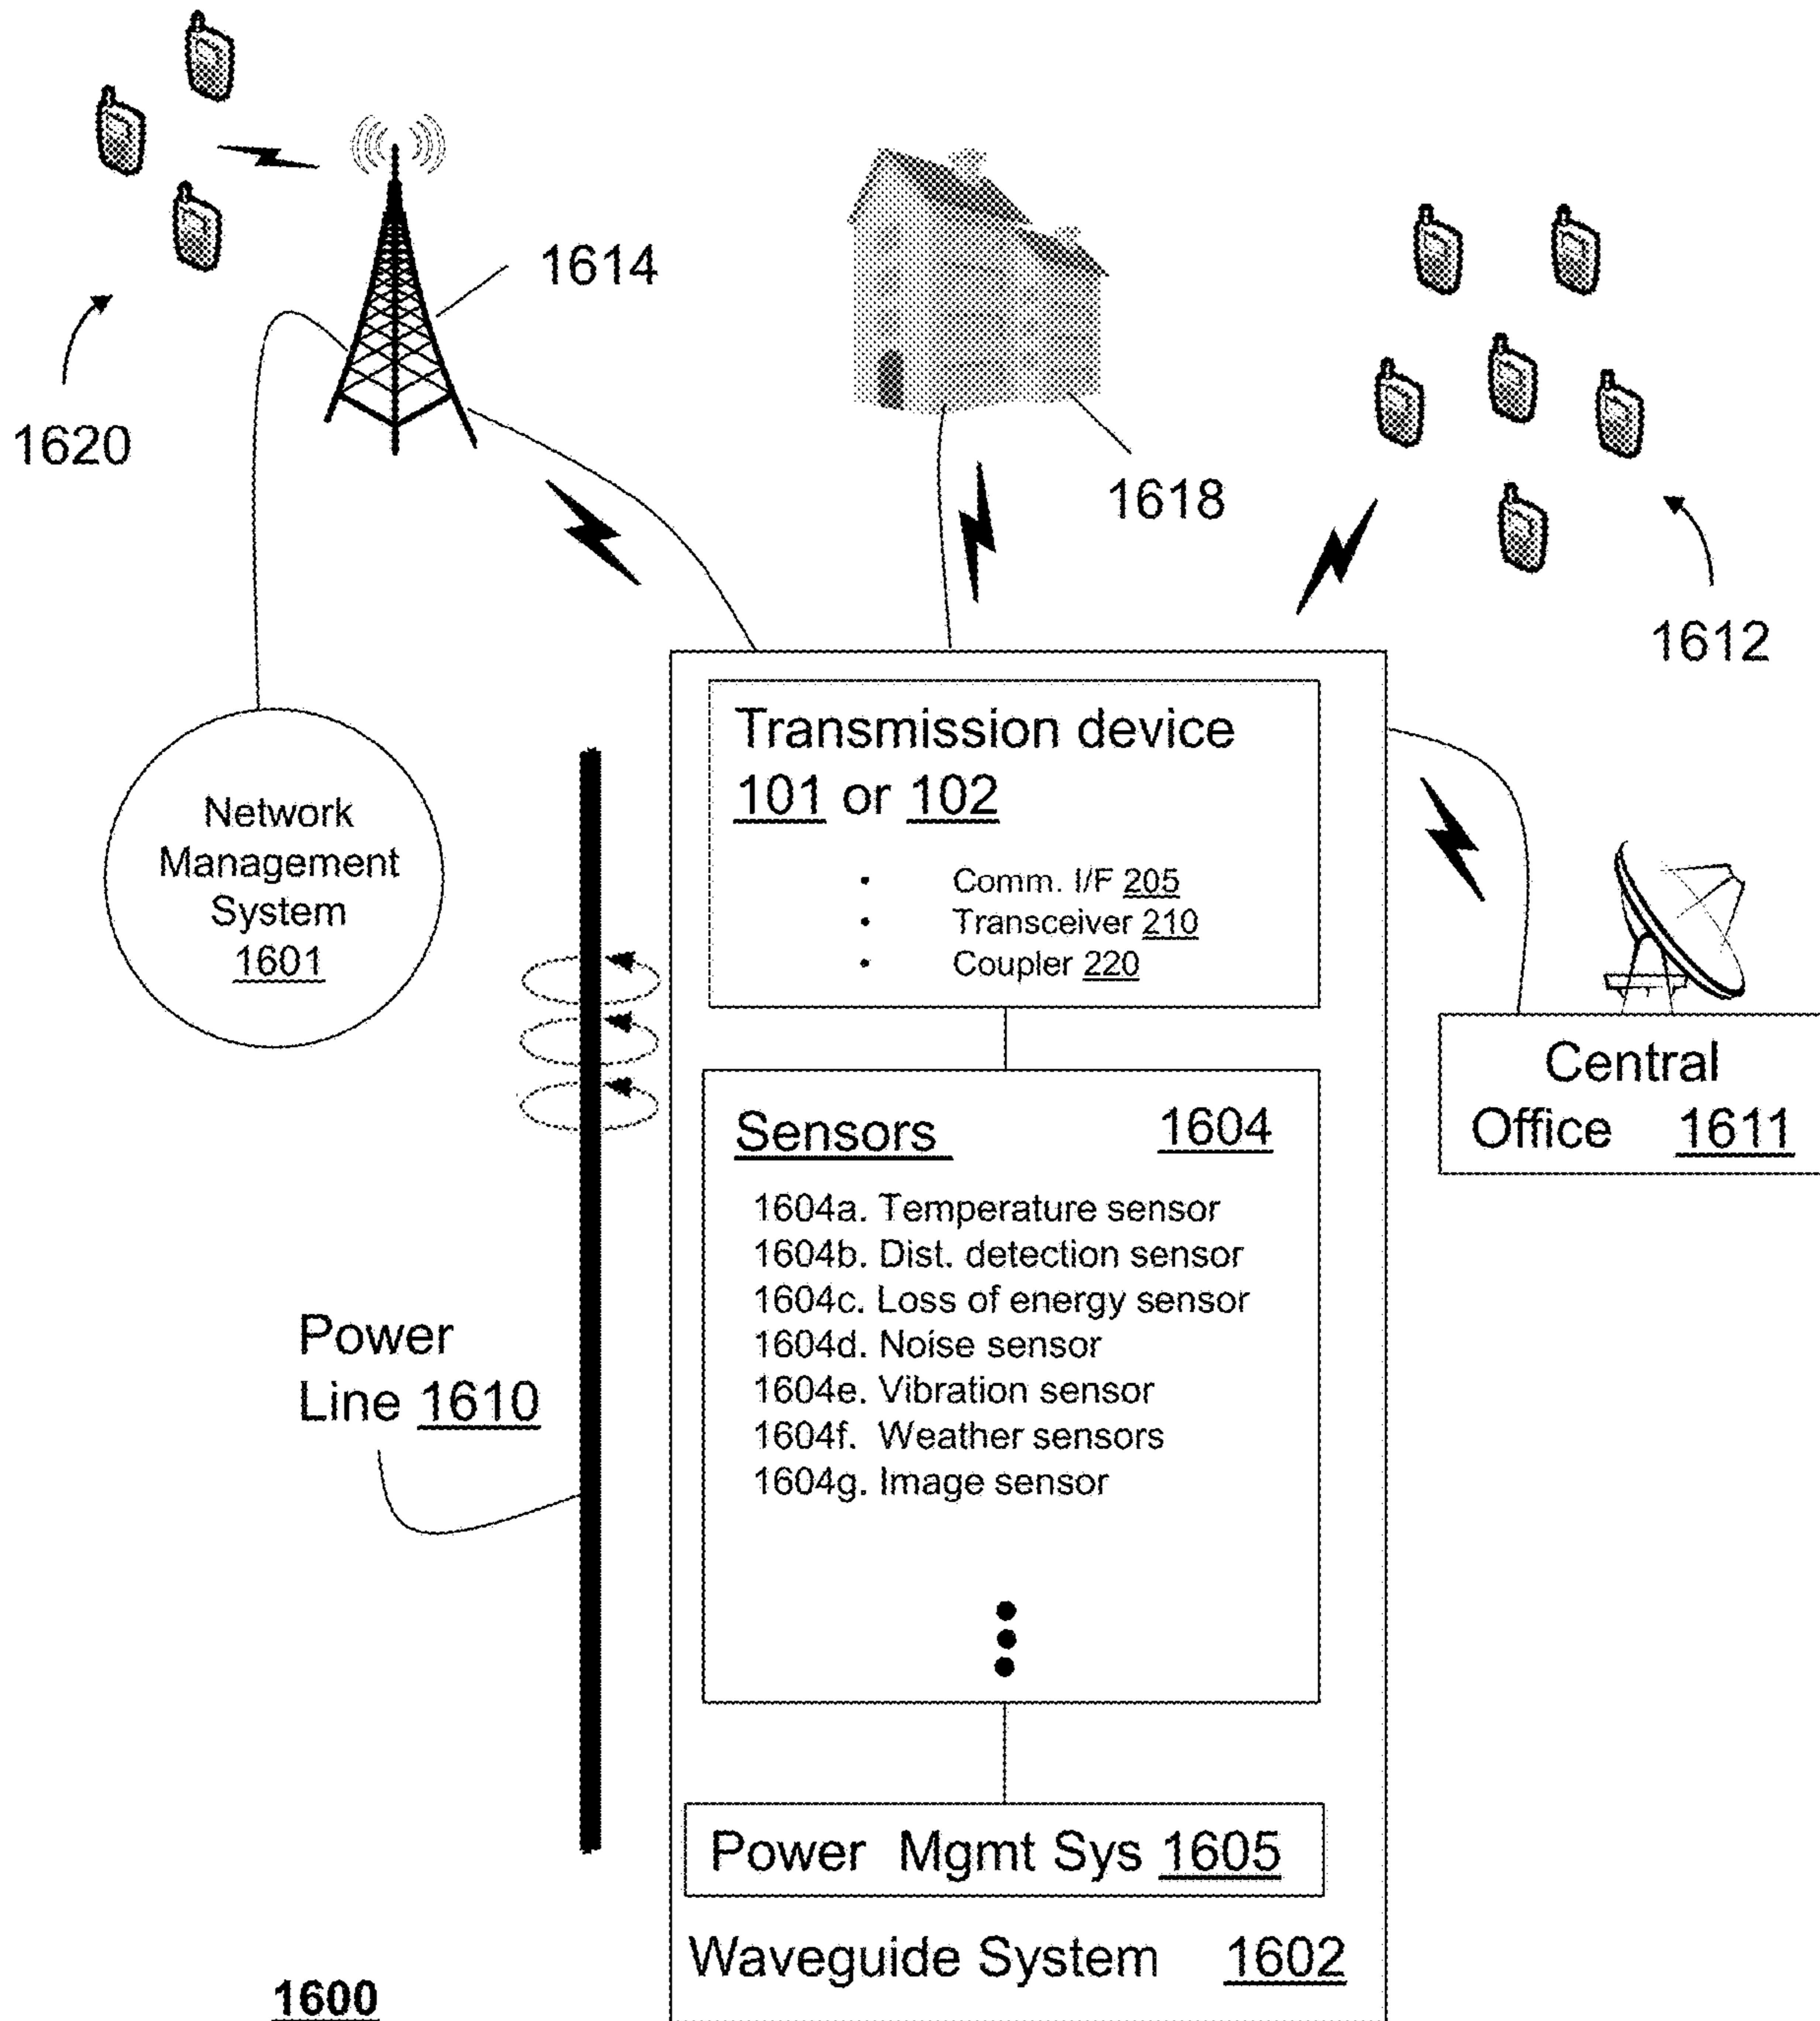 1614
1620
1618
1612
Network
Management
System
1601
Transmission device
101 or 102
• Comm. I/F 205
• Transceiver 210
• Coupler 220
Central
Office 1611
Sensors 1604
1604a. Temperature sensor
1604b. Dist. detection sensor
1604c. Loss of energy sensor
1604d. Noise sensor
1604e. Vibration sensor
1604f. Weather sensors
1604g. Image sensor
Power
Line 1610
Power Mgmt Sys 1605
Waveguide System 1602
1600